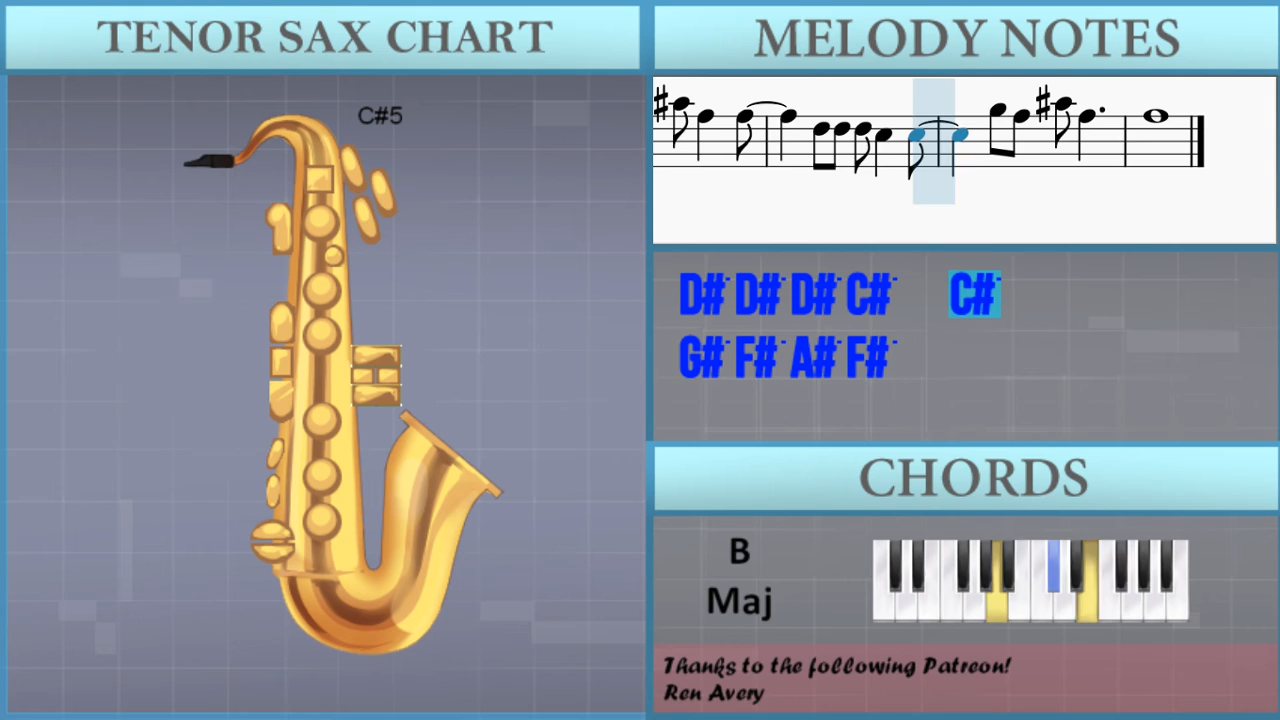 TENOR SAX CHART
C#5
MELODY NOTES
D#- D#- D#- C#- C#-
G#- F#- A#- F#-
CHORDS
B
Maj
Thanks to the following Patreon!
Ren Avery